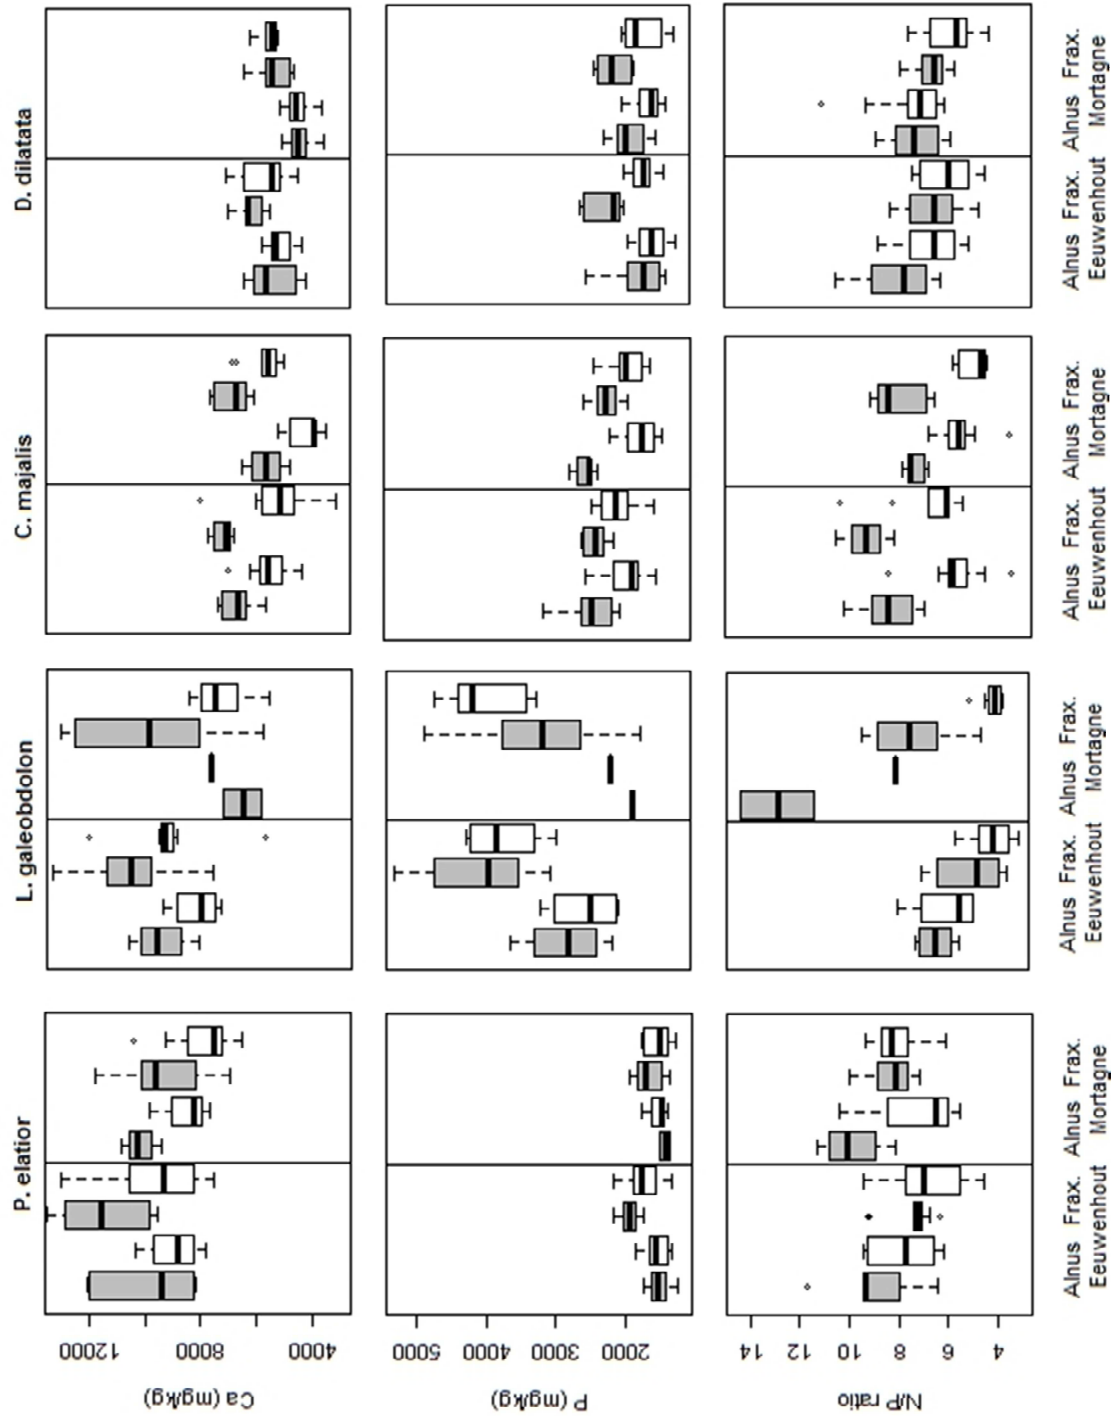 P. elatior
L. galeobdolon
C. majalis
D. dilatata
Ca (mg/kg)
12000
8000
4000
P (mg/kg)
5000
4000
3000
2000
N/P ratio
14
12
10
8
6
4
Alnus Frax. Alnus Frax. Alnus Frax. Alnus Frax. Alnus Frax. Alnus Frax. Alnus Frax. Alnus Frax.
Eeuwenhout Mortagne Eeuwenhout Mortagne Eeuwenhout Mortagne Eeuwenhout Mortagne